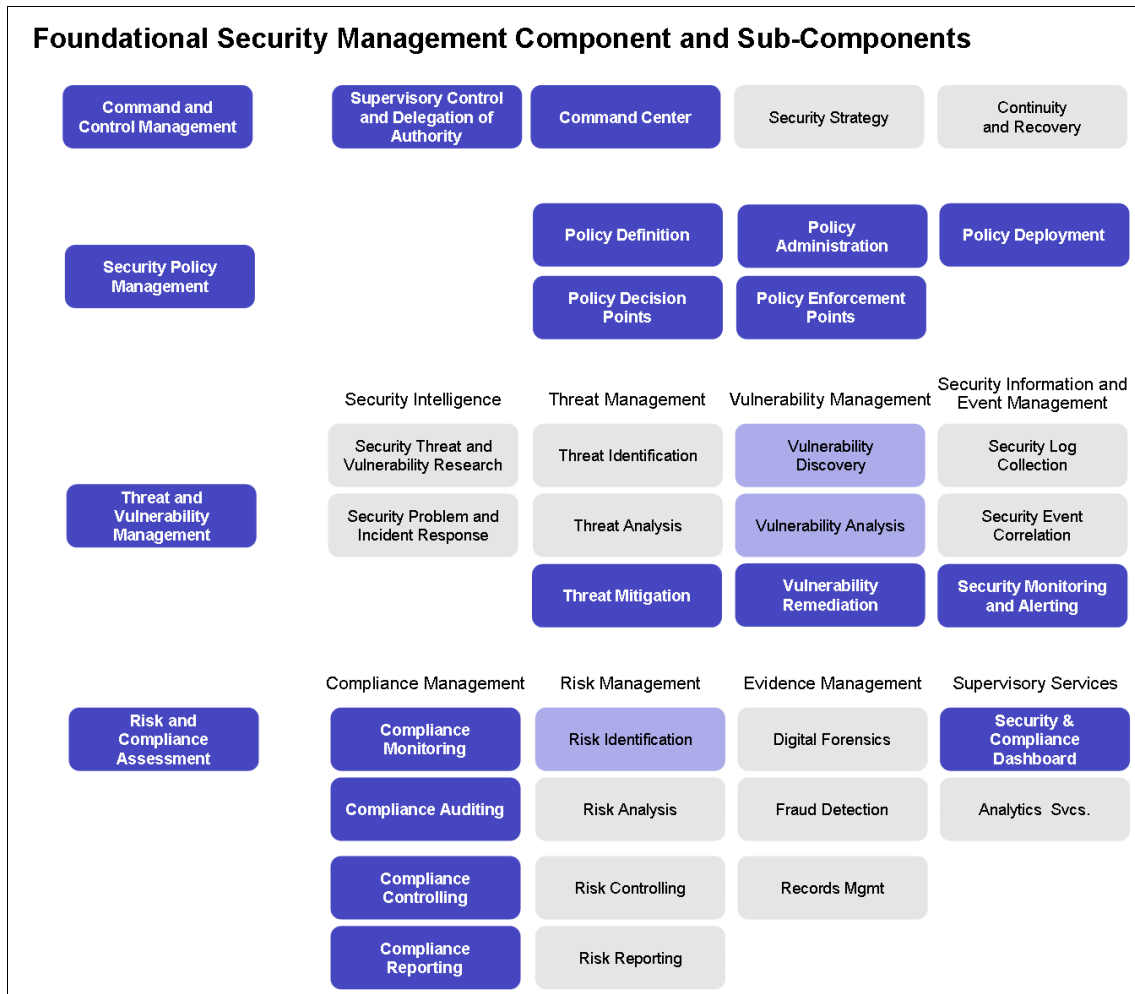 Foundational Security Management Component and Sub-Components
Command and
Control Management
Supervisory Control
and Delegation of
Authority
Command Center
Security Strategy
Continuity
and Recovery
Security Policy
Management
Policy Definition
Policy
Administration
Policy Deployment
Policy Decision
Points
Policy Enforcement
Points
Threat and
Vulnerability
Management
Security Intelligence
Threat Management
Vulnerability Management
Security Information and
Event Management
Security Threat and
Vulnerability Research
Threat Identification
Vulnerability
Discovery
Security Log
Collection
Security Problem and
Incident Response
Threat Analysis
Vulnerability Analysis
Security Event
Correlation
Threat Mitigation
Vulnerability
Remediation
Security Monitoring
and Alerting
Risk and
Compliance
Assessment
Compliance Management
Risk Management
Evidence Management
Supervisory Services
Compliance
Monitoring
Risk Identification
Digital Forensics
Security &
Compliance
Dashboard
Compliance Auditing
Risk Analysis
Fraud Detection
Analytics Svcs.
Compliance
Controlling
Risk Controlling
Records Mgmt
Compliance
Reporting
Risk Reporting